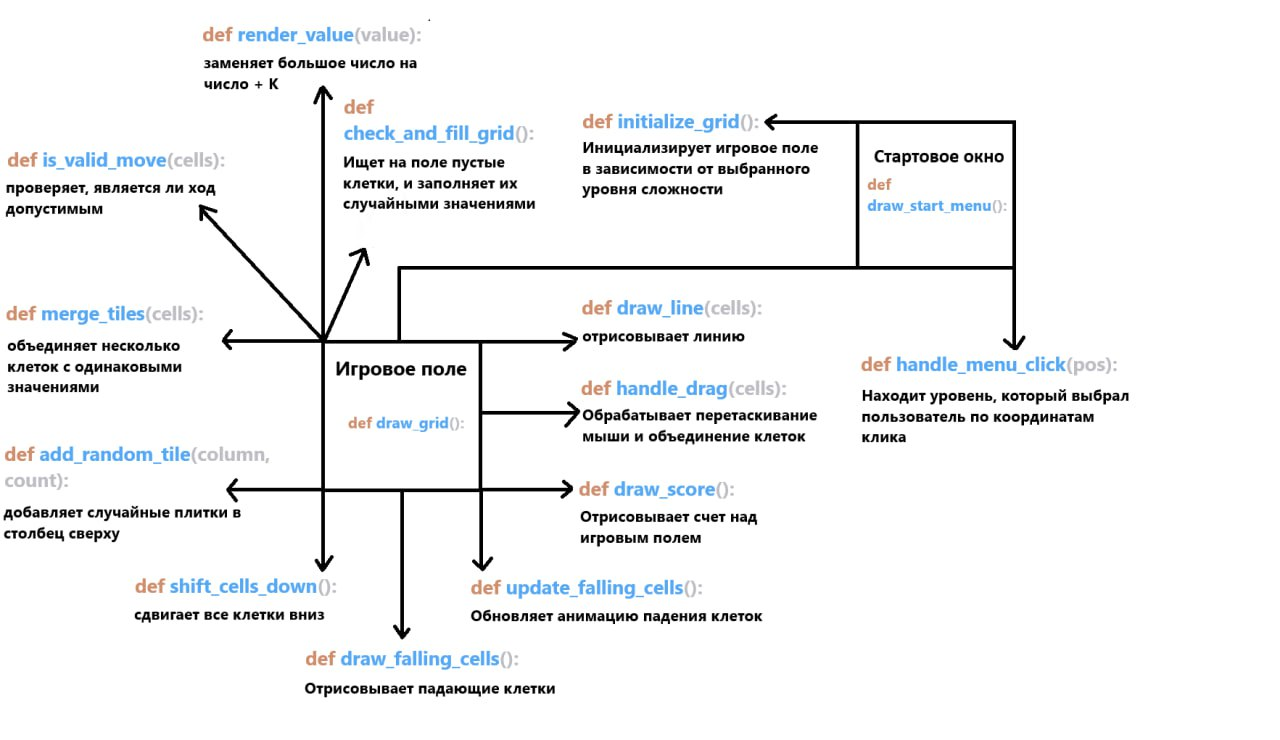 def render_value(value):
заменяет большое число на
число + К
def
check_and_fill_grid():
Ищет на поле пустые
клетки, и заполняет их
случайными значениями
def initialize_grid():
Инициализирует игровое поле
в зависимости от выбранного
уровня сложности
Стартовое окно
def
draw_start_menu():
def is_valid_move(cells):
проверяет, является ли ход
допустимым
def merge_tiles(cells):
объединяет несколько
клеток с одинаковыми
значениями
Игровое поле
def draw_grid():
def draw_line(cells):
отрисовывает линию
def handle_drag(cells):
Обрабатывает перетаскивание
мыши и объединение клеток
def handle_menu_click(pos):
Находит уровень, который выбрал
пользователь по координатам
клика
def add_random_tile(column,
count):
добавляет случайные плитки в
столбец сверху
def draw_score():
Отрисовывает счет над
игровым полем
def shift_cells_down():
сдвигает все клетки вниз
def update_falling_cells():
Обновляет анимацию падения клеток
def draw_falling_cells():
Отрисовывает падающие клетки